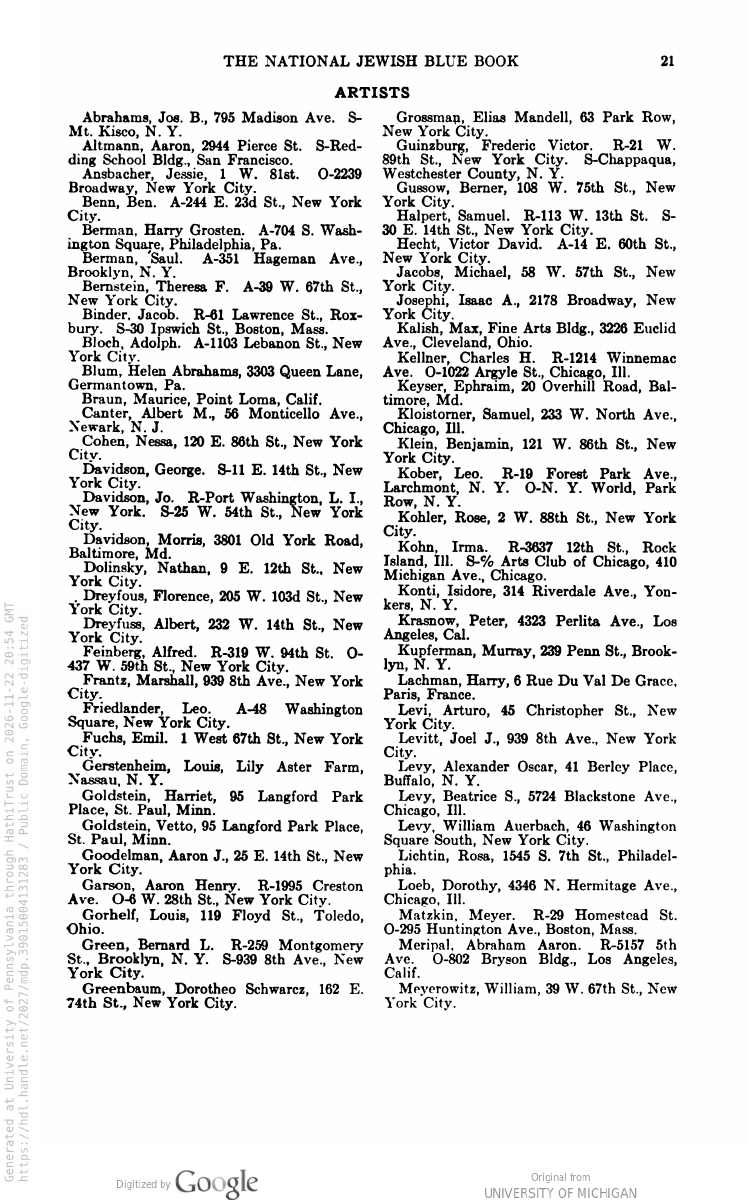 THE NATIONAL JEWISH BLUE BOOK 21
ARTISTS
Abrahams, Jos. B., 795 Madison Ave. S-
Mt. Kisco, N. Y.
Altmann, Aaron, 2944 Pierce St. S-Red-
ding School Bldg., San Francisco.
Ansbacher, Jessie, 1 W. 81st. O-2239
Broadway, New York City.
Benn, Ben. A-244 E. 23d St., New York
City.
Berman, Harry Grosten. A-704 S. Wash-
ington Square, Philadelphia, Pa.
Berman, Saul. A-351 Hageman Ave.,
Brooklyn, N. Y.
Bernstein, Theresa F. A-39 W. 67th St.,
New York City.
Binder, Jacob. R-61 Lawrence St., Rox-
bury. S-30 Ipswich St., Boston, Mass.
Bloch, Adolph. A-1103 Lebanon St., New
York City.
Blum, Helen Abrahams, 3303 Queen Lane,
Germantown, Pa.
Braun, Maurice, Point Loma, Calif.
Canter, Albert M., 56 Monticello Ave.,
Newark, N. J.
Cohen, Nessa, 120 E. 86th St., New York
City.
Davidson, George. S-11 E. 14th St., New
York City.
Davidson, Jo. R-Port Washington, L. I.,
New York. S-25 W. 54th St., New York
City.
Davidson, Morris, 3801 Old York Road,
Baltimore, Md.
Dolinsky, Nathan, 9 E. 12th St., New
York City.
Dreyfous, Florence, 205 W. 103d St., New
York City.
Dreyfuss, Albert, 232 W. 14th St., New
York City.
Feinberg, Alfred. R-319 W. 94th St. O-
437 W. 59th St., New York City.
Frantz, Marshall, 939 8th Ave., New York
City.
Friedlander, Leo. A-48 Washington
Square, New York City.
Fuchs, Emil. 1 West 67th St., New York
City.
Gerstenheim, Louis, Lily Aster Farm,
Nassau, N. Y.
Goldstein, Harriet, 95 Langford Park
Place, St. Paul, Minn.
Goldstein, Vetto, 95 Langford Park Place,
St. Paul, Minn.
Goodelman, Aaron J., 25 E. 14th St., New
York City.
Garson, Aaron Henry. R-1995 Creston
Ave. O-6 W. 28th St., New York City.
Gorhelf, Louis, 119 Floyd St., Toledo,
Ohio.
Green, Bernard L. R-259 Montgomery
St., Brooklyn, N. Y. S-939 8th Ave., New
York City.
Greenbaum, Dorotheo Schwarcz, 162 E.
74th St., New York City.
Grossman, Elias Mandell, 63 Park Row,
New York City.
Guinzburg, Frederic Victor. R-21 W.
89th St., New York City. S-Chappaqua,
Westchester County, N. Y.
Gussow, Berner, 108 W. 75th St., New
York City.
Halpert, Samuel. R-113 W. 13th St. S-
30 E. 14th St., New York City.
Hecht, Victor David. A-14 E. 60th St.,
New York City.
Jacobs, Michael, 58 W. 57th St., New
York City.
Josephi, Isaac A., 2178 Broadway, New
York City.
Kalish, Max, Fine Arts Bldg., 3226 Euclid
Ave., Cleveland, Ohio.
Kellner, Charles H. R-1214 Winnemac
Ave. O-1022 Argyle St., Chicago, Ill.
Keyser, Ephraim, 20 Overhill Road, Bal-
timore, Md.
Kloistorner, Samuel, 233 W. North Ave.,
Chicago, Ill.
Klein, Benjamin, 121 W. 86th St., New
York City.
Kober, Leo. R-19 Forest Park Ave.,
Larchmont, N. Y. O-N. Y. World, Park
Row, N. Y.
Kohler, Rose, 2 W. 88th St., New York
City.
Kohn, Irma. R-3637 12th St., Rock
Island, Ill. S-% Arts Club of Chicago, 410
Michigan Ave., Chicago.
Konti, Isidore, 314 Riverdale Ave., Yon-
kers, N. Y.
Krasnow, Peter, 4323 Perlita Ave., Los
Angeles, Cal.
Kupferman, Murray, 239 Penn St., Brook-
lyn, N. Y.
Lachman, Harry, 6 Rue Du Val De Grace,
Paris, France.
Levi, Arturo, 45 Christopher St., New
York City.
Levitt, Joel J., 939 8th Ave., New York
City.
Levy, Alexander Oscar, 41 Berley Place,
Buffalo, N. Y.
Levy, Beatrice S., 5724 Blackstone Ave.,
Chicago, Ill.
Levy, William Auerbach, 46 Washington
Square South, New York City.
Lichtin, Rosa, 1545 S. 7th St., Philadel-
phia.
Loeb, Dorothy, 4346 N. Hermitage Ave.,
Chicago, Ill.
Matzkin, Meyer. R-29 Homestead St.
O-295 Huntington Ave., Boston, Mass.
Meripal, Abraham Aaron. R-5157 5th
Ave. O-802 Bryson Bldg., Los Angeles,
Calif.
Meyerowitz, William, 39 W. 67th St., New
York City.
Generated at University of Pennsylvania through HathiTrust on 2026-11-22 20:54 GMT
https://hdl.handle.net/2027/mdp.39015004131283 / Public Domain, Google-digitized
Digitized by Google
Original from
UNIVERSITY OF MICHIGAN